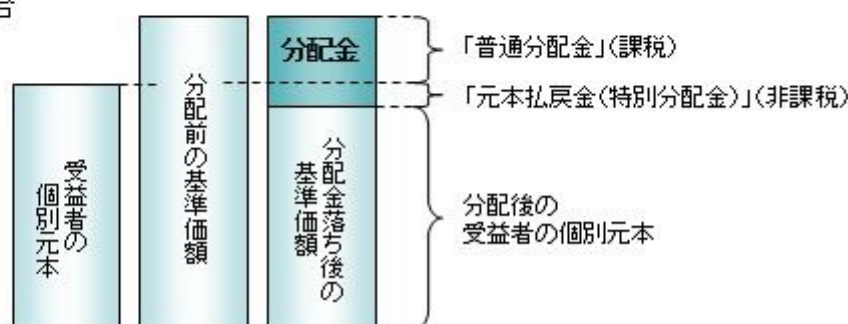 合
分配金
「普通分配金」(課税)
「元本払戻金(特別分配金)」(非課税)
受益者の
個別元本
分配前の基準価額
分配金落ち後の
基準価額
分配後の
受益者の個別元本